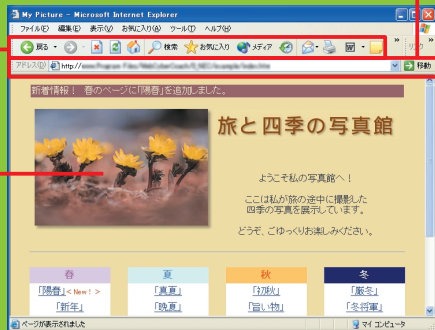 My Picture - Microsoft Internet Explorer
ファイル(F) 編集(E) 表示(V) お気に入り(A) ツール(T) ヘルプ(H)
戻る 検索 お気に入り メディア リンク
アドレス(D) http:// 移動
新着情報！ 春のページに「陽春」を追加しました。
旅と四季の写真館
ようこそ私の写真館へ！
ここは私が旅の途中に撮影した
四季の写真を展示しています。
どうぞ、ごゆっくりお楽しみください。
春 夏 秋 冬
「陽春」< New！> 「真夏」 「初秋」 「厳冬」
「新年」 「晩夏」 「旨い物」 「冬将軍」
ページが表示されました マイ コンピュータ